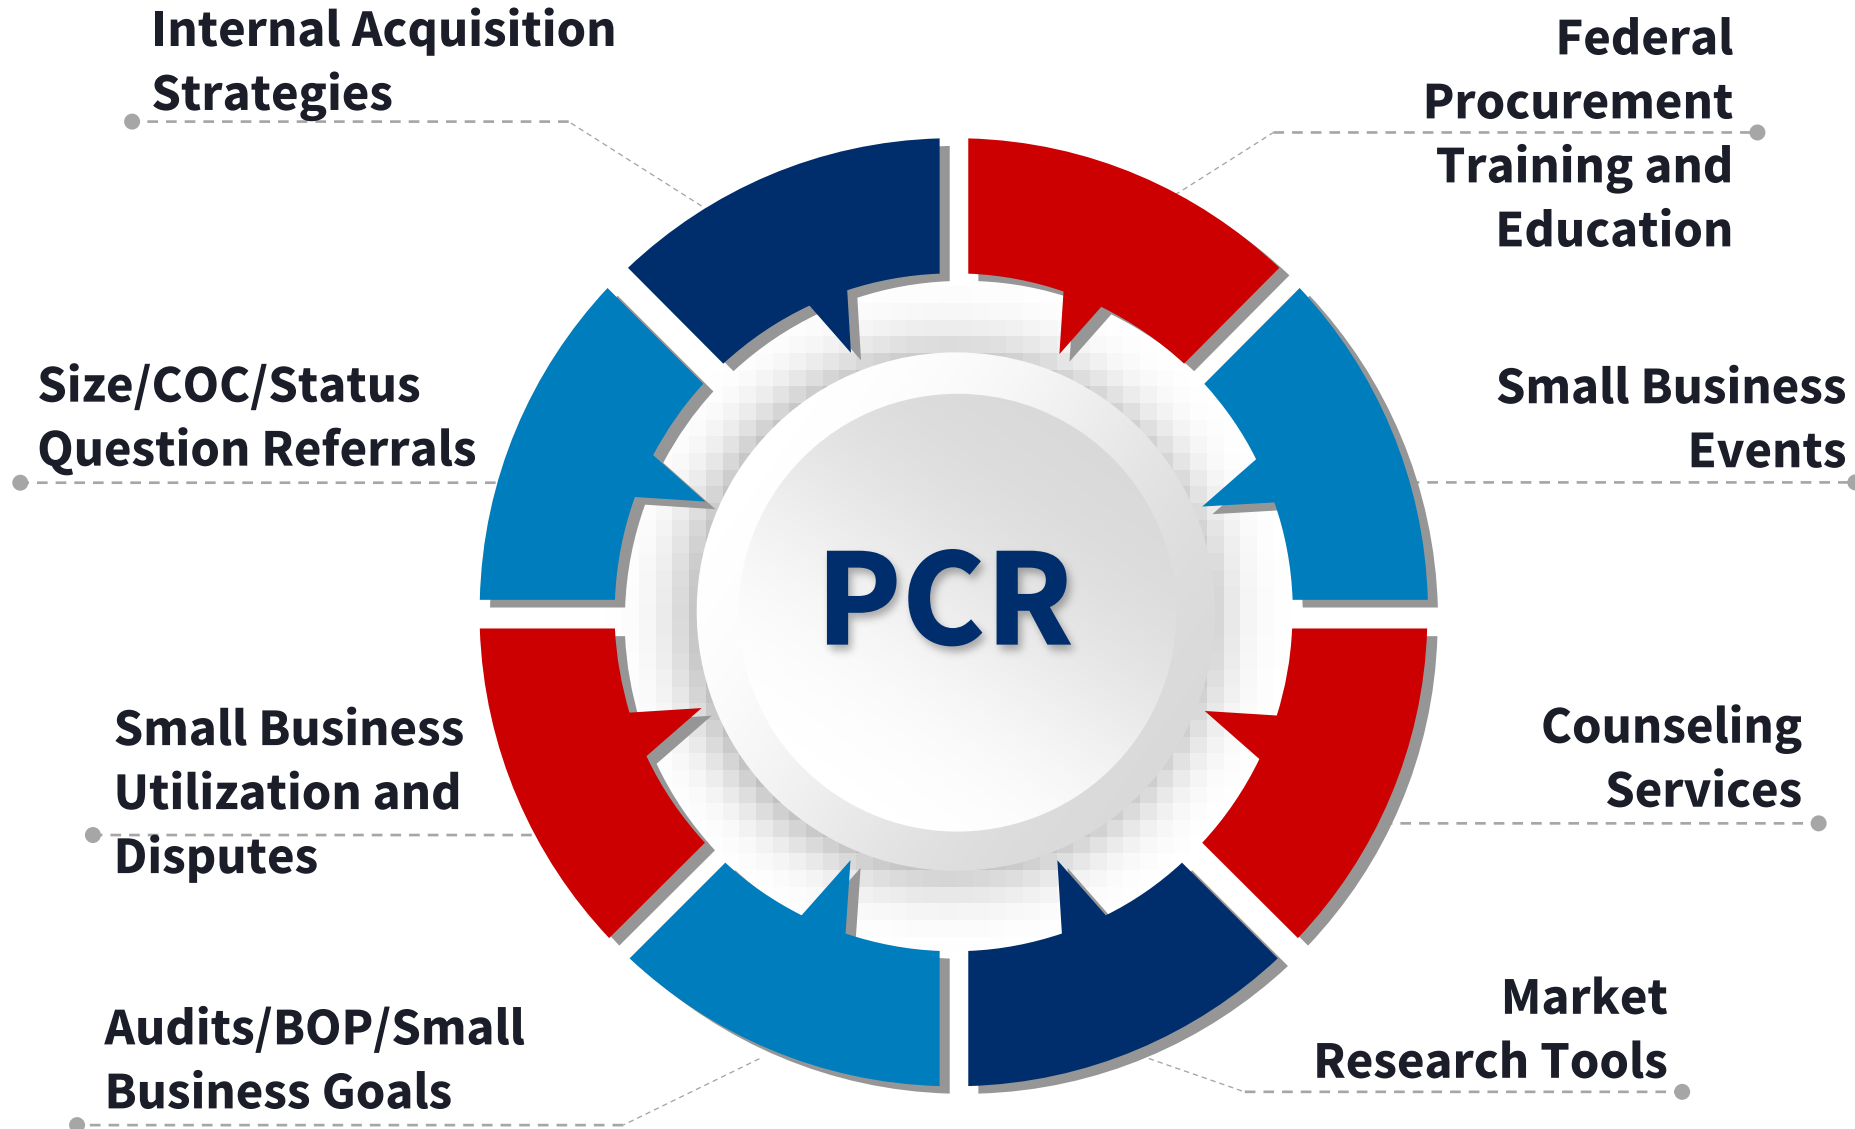 Internal Acquisition
Strategies
Federal
Procurement
Training and
Education
Size/COC/Status
Question Referrals
Small Business
Events
PCR
Small Business
Utilization and
Disputes
Counseling
Services
Audits/BOP/Small
Business Goals
Market
Research Tools